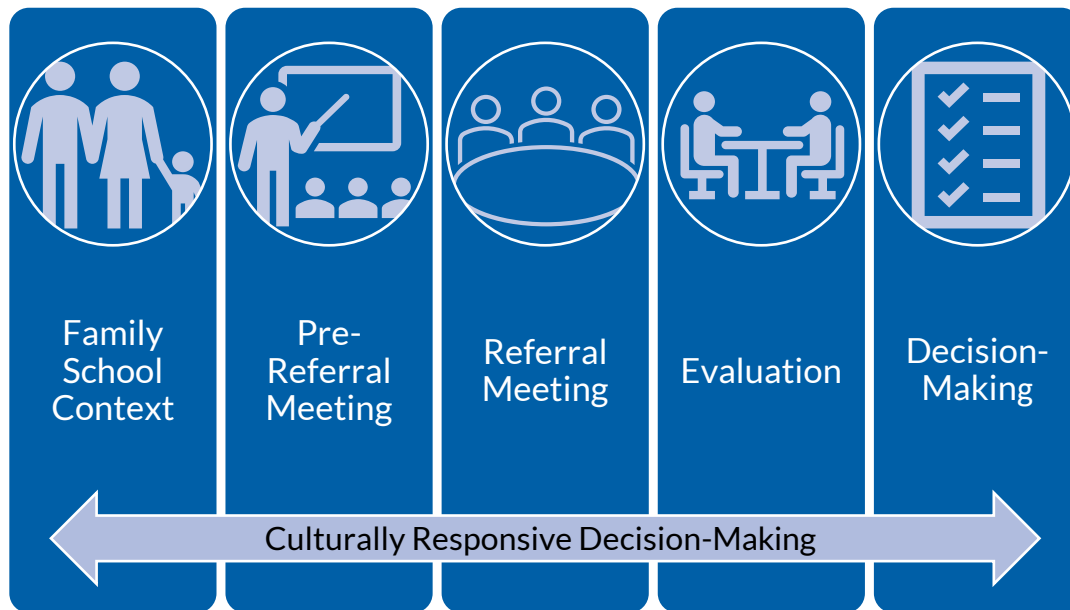 Family
School
Context
Pre-
Referral
Meeting
Referral
Meeting
Evaluation
Decision-
Making
Culturally Responsive Decision-Making